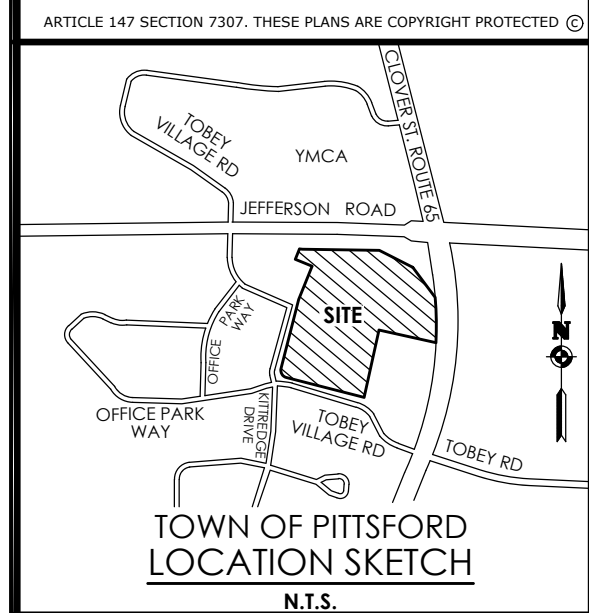 ARTICLE 147 SECTION 7307. THESE PLANS ARE COPYRIGHT PROTECTED ©
CLOVER ST. ROUTE 65
TOBEY
VILLAGE RD
YMCA
JEFFERSON ROAD
SITE
N
OFFICE PARK
WAY
OFFICE PARK
WAY
KITTREDGE
DRIVE
TOBEY
VILLAGE RD
TOBEY RD
TOWN OF PITTSFORD
LOCATION SKETCH
N.T.S.